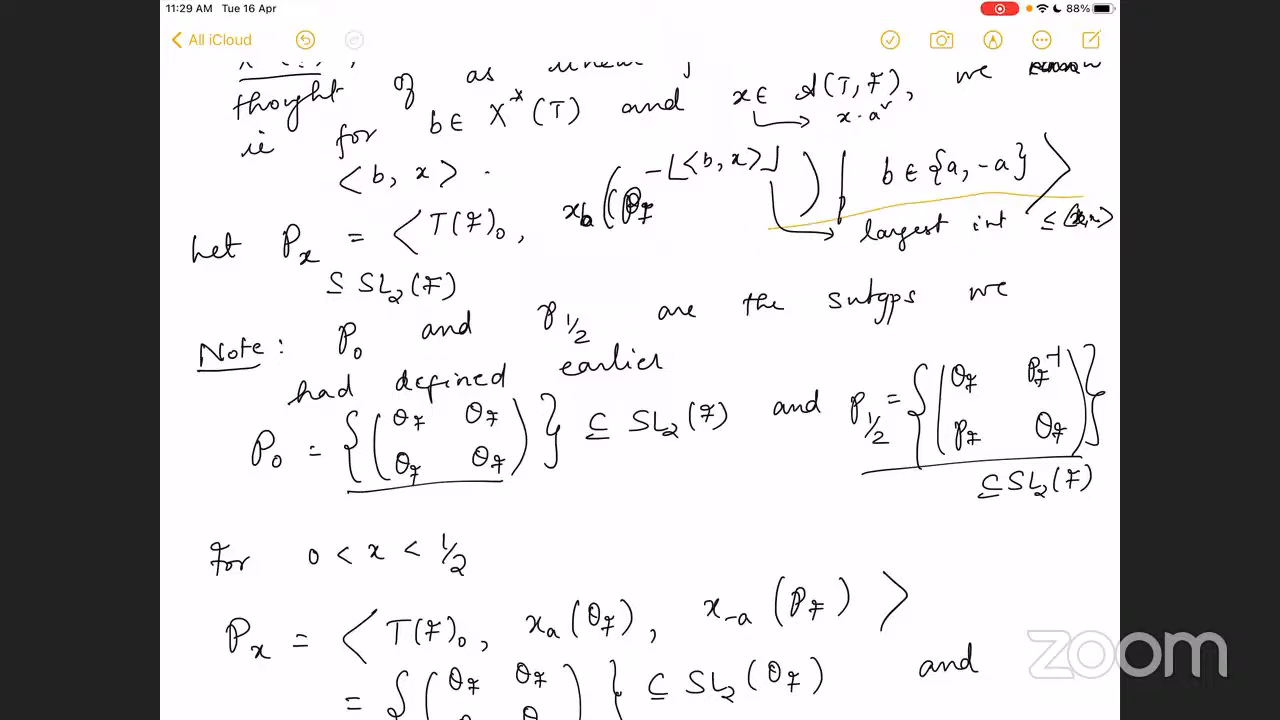 11:29 AM Tue 16 Apr
88%
All iCloud
thoght of as
ie for b ∈ X*(T) and x ∈ A(T, F), we
x · a^∨
<b, x> .
Let P_x = < T(F)_0, x_b (p_F^{-⌊<b, x>⌋}) | b ∈ {a, -a} >
largest int ≤
⊆ SL_2(F)
Note: P_0 and P_{1/2} are the subgps we
had defined earlier
P_0 = { ( O_F O_F
O_F O_F ) } ⊆ SL_2(F) and P_{1/2} = { ( O_F p_F^{-1}
p_F O_F ) }
⊆ SL_2(F)
For 0 < x < 1/2
P_x = < T(F)_0, x_a(O_F), x_{-a}(p_F) >
= { ( O_F O_F ) } ⊆ SL_2(O_F) and
zoom